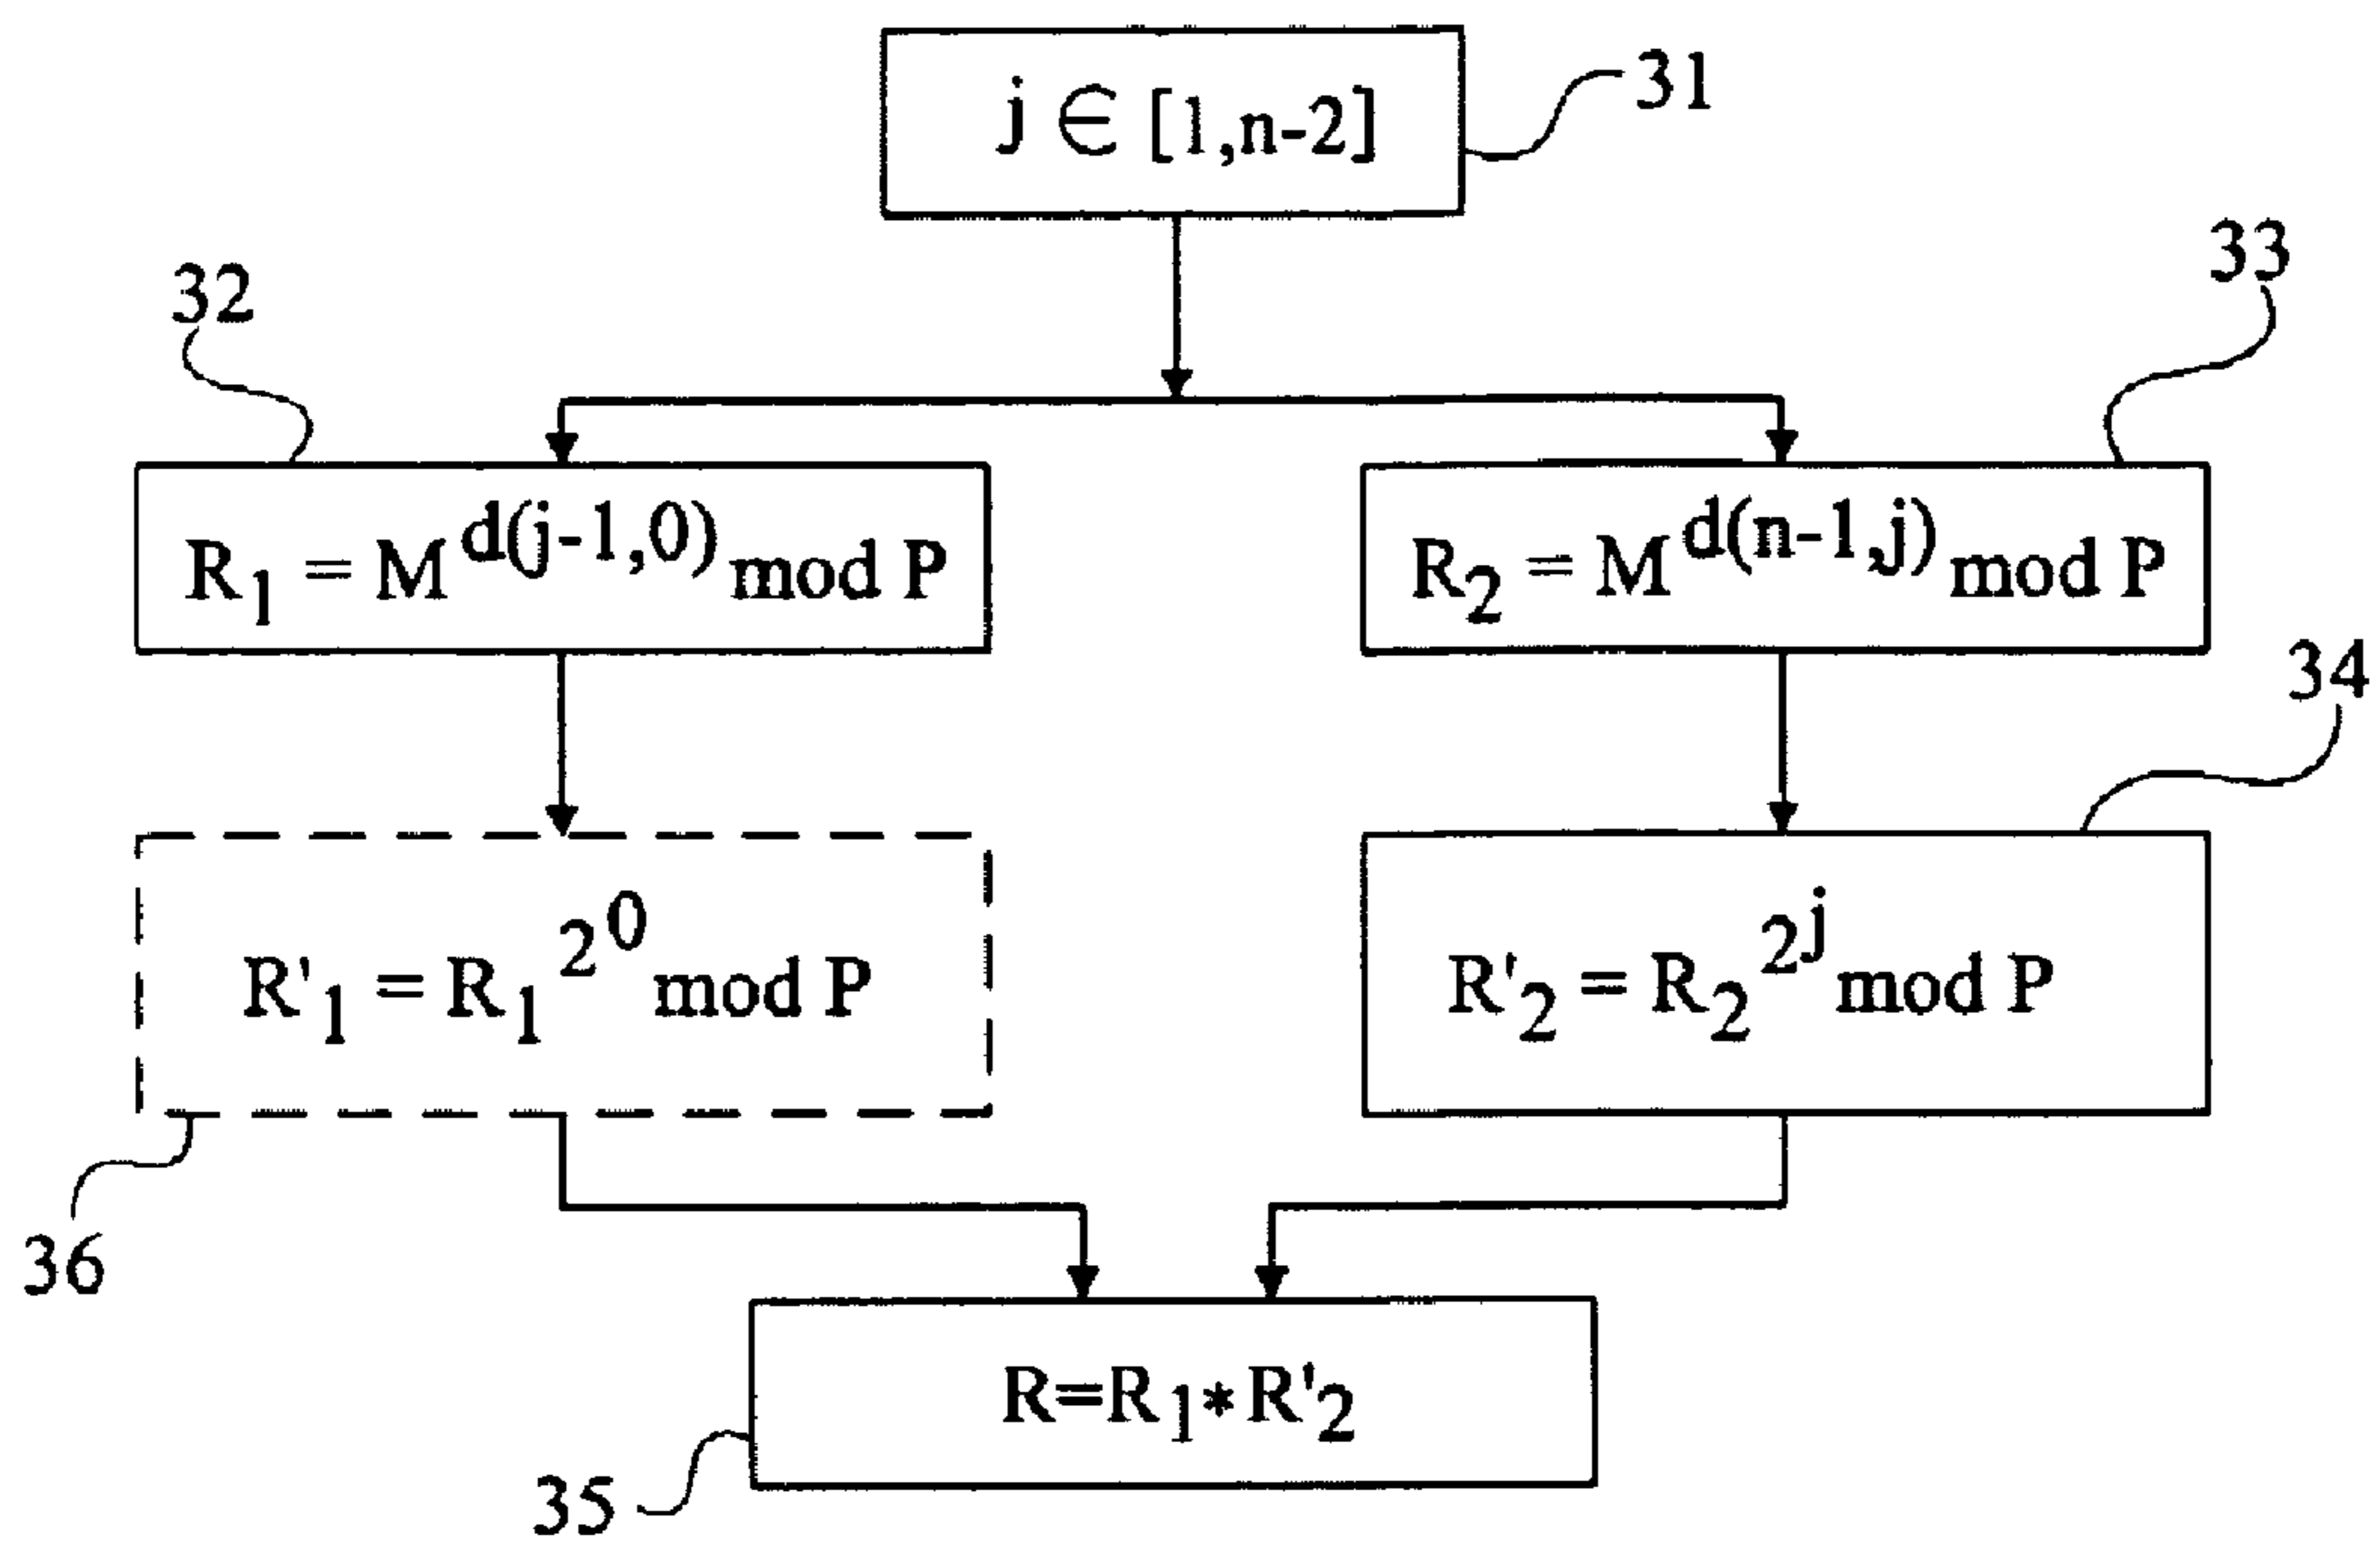 j ∈ [1,n-2]
31
32
33
R₁ = M^d(j-1,0) mod P
R₂ = M^d(n-1,j) mod P
34
R'₁ = R₁^2^0 mod P
R'₂ = R₂^2^j mod P
36
R=R₁*R'₂
35